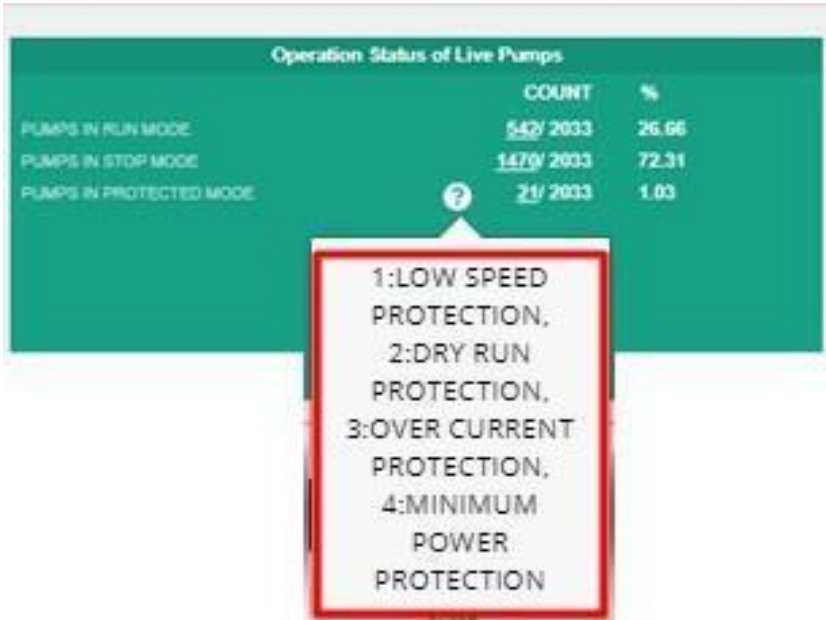 Operation Status of Live Pumps
COUNT %
PUMPS IN RUN MODE 542/ 2033 26.66
PUMPS IN STOP MODE 1470/ 2033 72.31
PUMPS IN PROTECTED MODE ? 21/ 2033 1.03
1:LOW SPEED
PROTECTION,
2:DRY RUN
PROTECTION,
3:OVER CURRENT
PROTECTION,
4:MINIMUM
POWER
PROTECTION